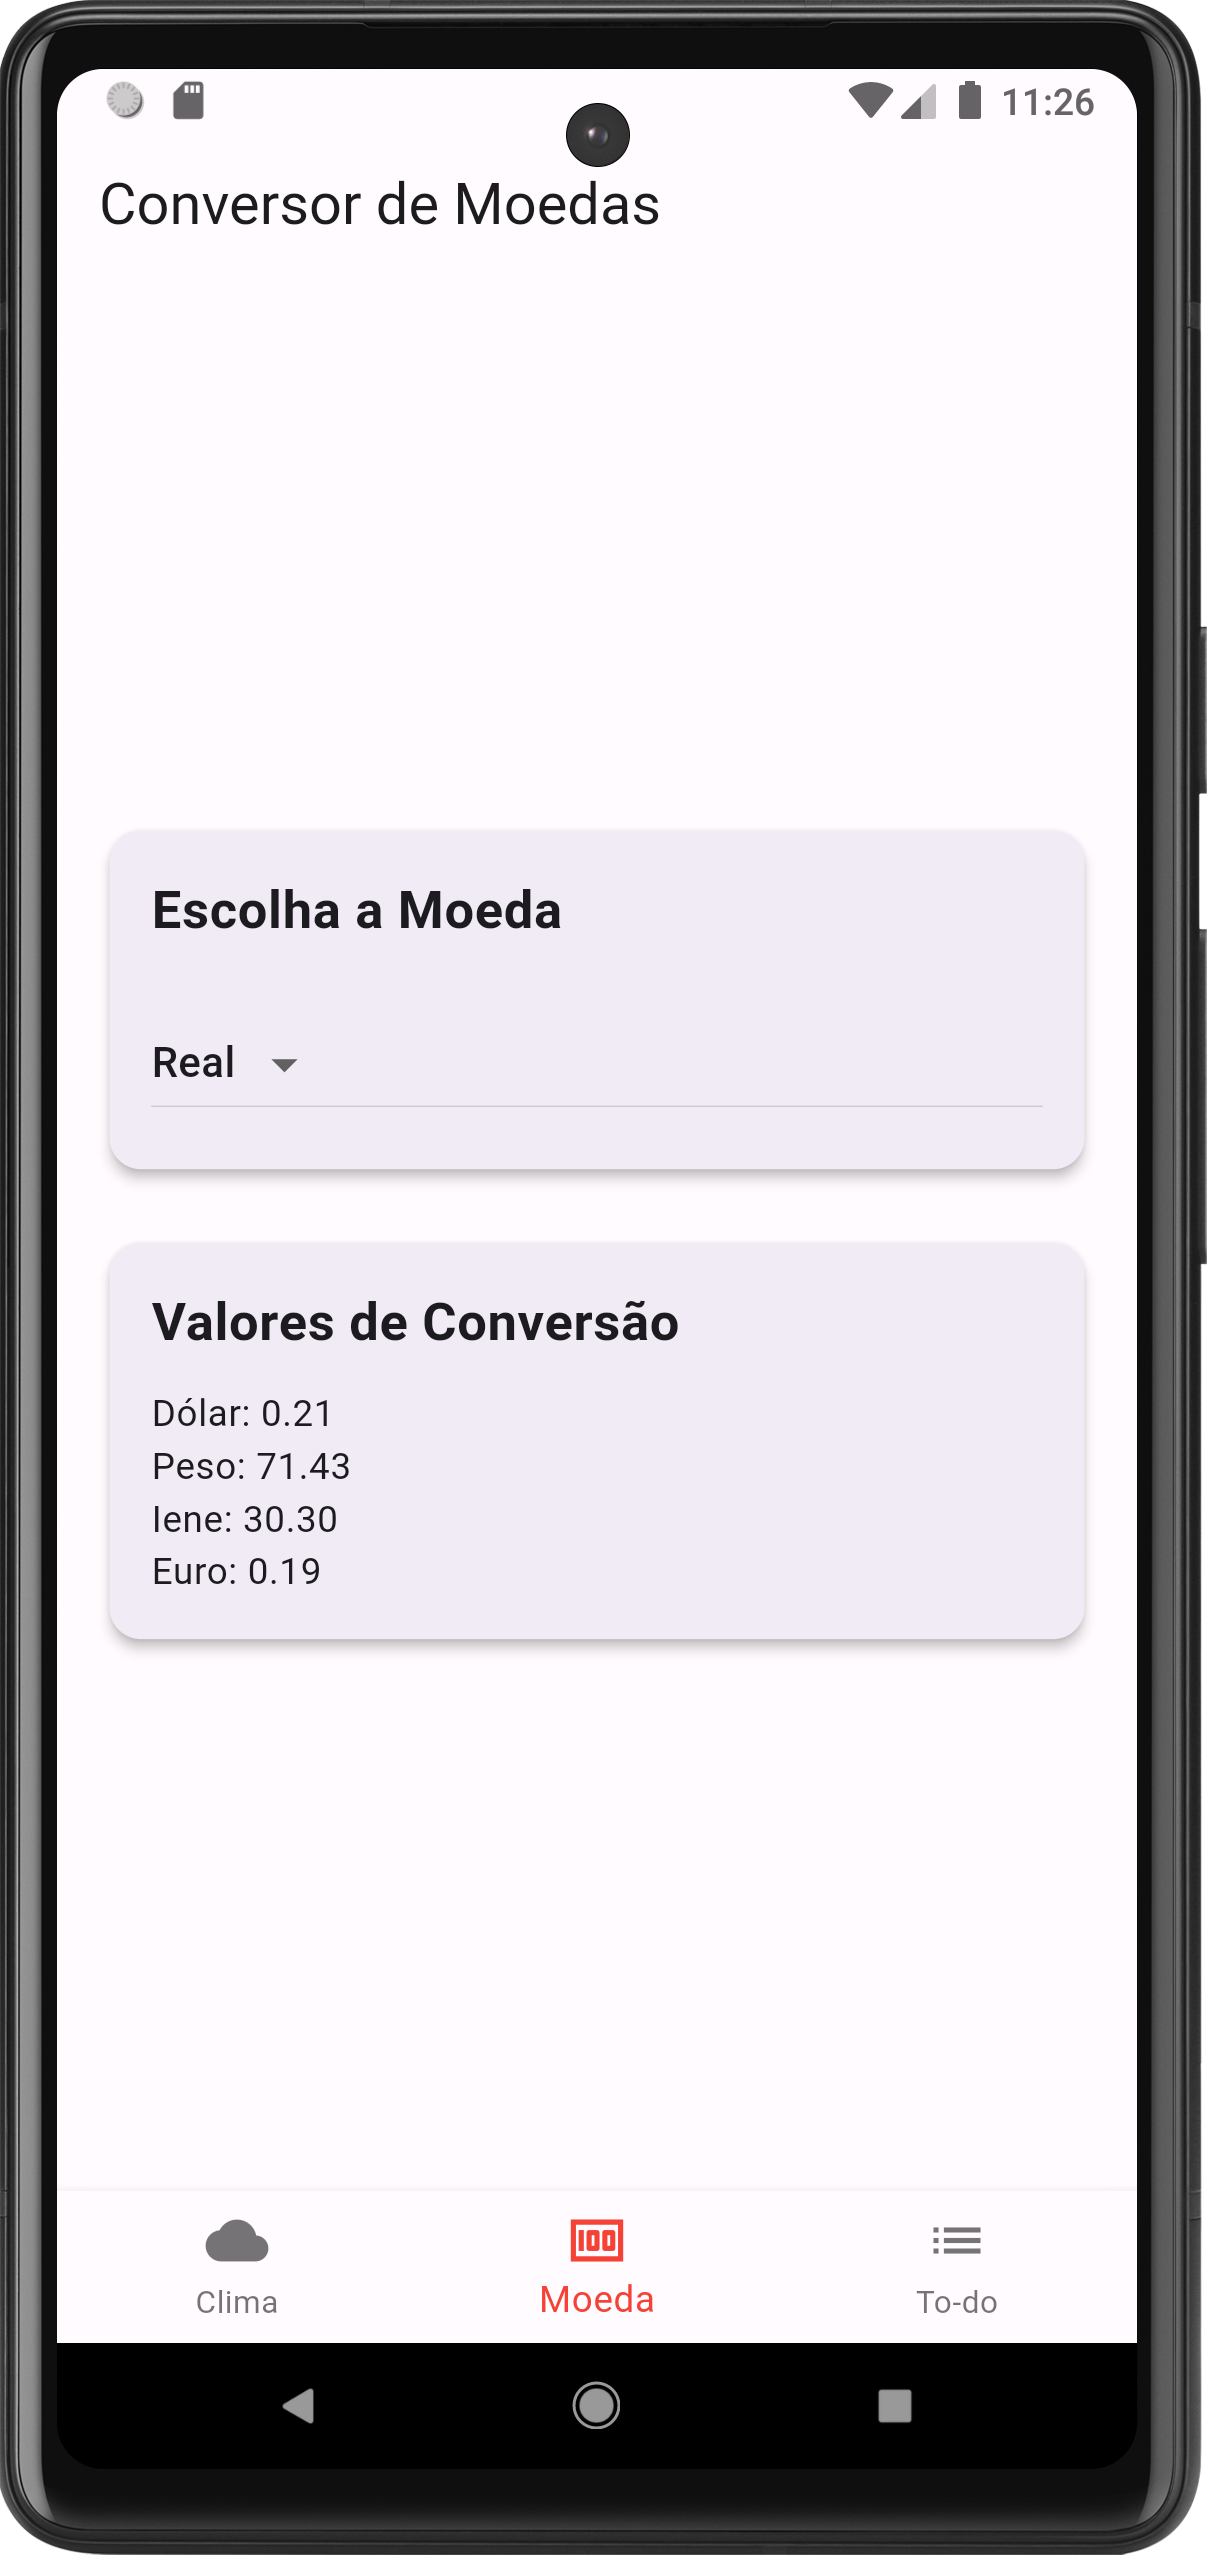 11:26
Conversor de Moedas
Escolha a Moeda
Real
Valores de Conversão
Dólar: 0.21
Peso: 71.43
Iene: 30.30
Euro: 0.19
100
Clima
Moeda
To-do